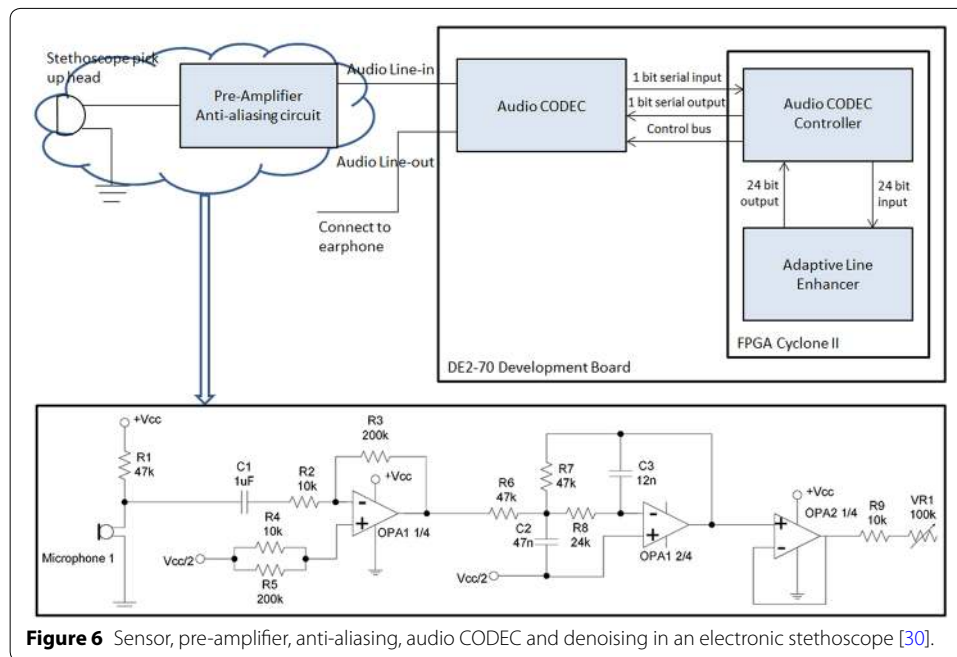 Stethoscope pick
up head
Pre-Amplifier
Anti-aliasing circuit
Audio Line-in
Audio Line-out
Connect to
earphone
Audio CODEC
1 bit serial input
1 bit serial output
Control bus
Audio CODEC
Controller
24 bit
output
24 bit
input
Adaptive Line
Enhancer
FPGA Cyclone II
DE2-70 Development Board
+Vcc
R1
47k
Microphone 1
C1
1uF
R2
10k
R3
200k
+Vcc
OPA1 1/4
R4
10k
Vcc/2
R5
200k
R6
47k
R7
47k
C3
12n
C2
47n
R8
24k
OPA1 2/4
Vcc/2
+Vcc
OPA2 1/4
R9
10k
VR1
100k
Figure 6 Sensor, pre-amplifier, anti-aliasing, audio CODEC and denoising in an electronic stethoscope [30].